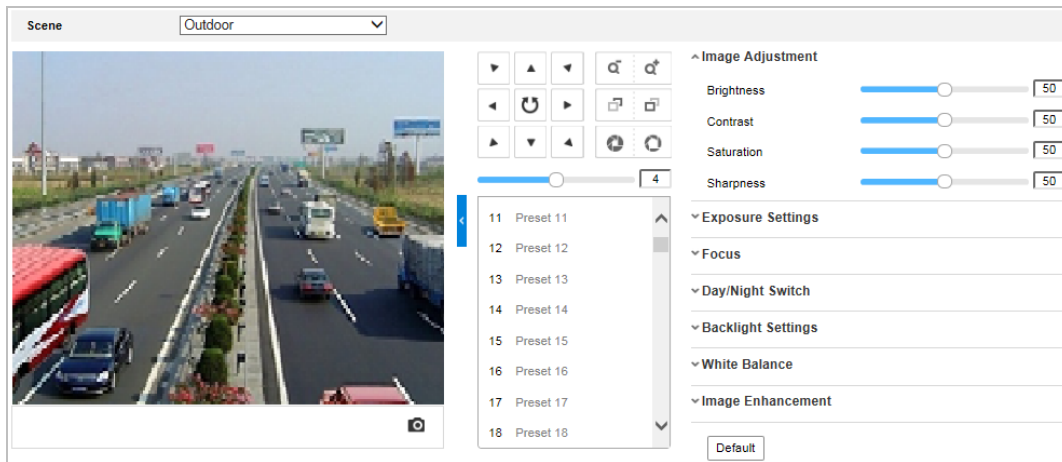 Scene Outdoor
4
11 Preset 11
12 Preset 12
13 Preset 13
14 Preset 14
15 Preset 15
16 Preset 16
17 Preset 17
18 Preset 18
Image Adjustment
Brightness 50
Contrast 50
Saturation 50
Sharpness 50
Exposure Settings
Focus
Day/Night Switch
Backlight Settings
White Balance
Image Enhancement
Default